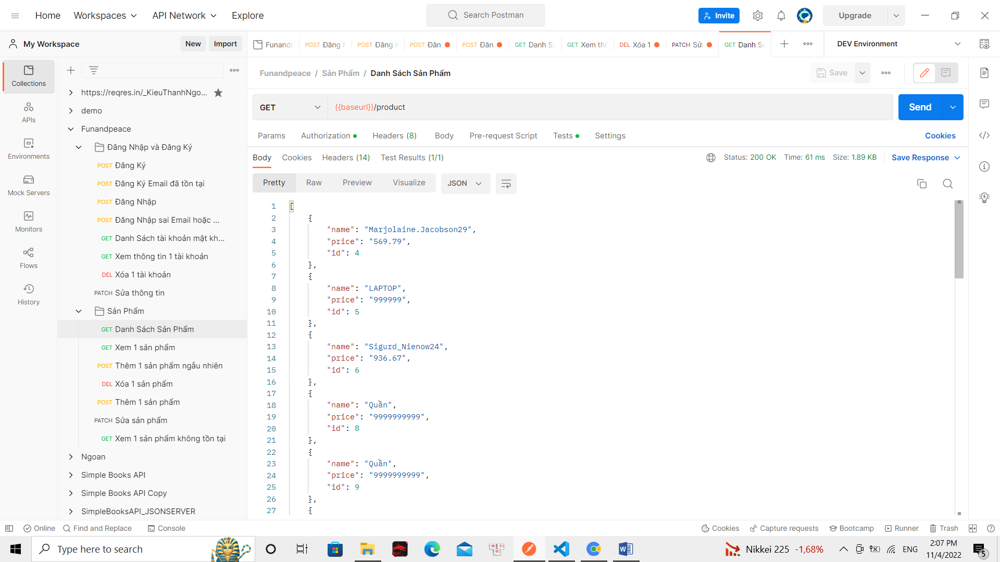 Home Workspaces API Network Explore Search Postman Invite Upgrade
My Workspace New Import Funand POST Đăng POST Đăng POST Đăn POST Đăn GET Danh S GET Xem thô DEL Xóa 1 PATCH Sử GET Danh Sá DEV Environment
Funandpeace / Sản Phẩm / Danh Sách Sản Phẩm Save
Collections
APIs
Environments
Mock Servers
Monitors
Flows
History
https://reqres.in/_KieuThanhNgo...
demo
Funandpeace
Đăng Nhập và Đăng Ký
POST Đăng Ký
POST Đăng Ký Email đã tồn tại
POST Đăng Nhập
POST Đăng Nhập sai Email hoặc ...
GET Danh Sách tài khoản mật kh...
GET Xem thông tin 1 tài khoản
DEL Xóa 1 tài khoản
PATCH Sửa thông tin
Sản Phẩm
GET Danh Sách Sản Phẩm
GET Xem 1 sản phẩm
POST Thêm 1 sản phẩm ngẫu nhiên
DEL Xóa 1 sản phẩm
POST Thêm 1 sản phẩm
PATCH Sửa sản phẩm
GET Xem 1 sản phẩm không tồn tại
Ngoan
Simple Books API
Simple Books API Copy
SimpleBooksAPI_JSONSERVER
GET {{baseurl}}/product Send
Params Authorization Headers (8) Body Pre-request Script Tests Settings Cookies
Body Cookies Headers (14) Test Results (1/1) Status: 200 OK Time: 61 ms Size: 1.89 KB Save Response
Pretty Raw Preview Visualize JSON
1 [
2 {
3 "name": "Marjolaine.Jacobson29",
4 "price": "569.79",
5 "id": 4
6 },
7 {
8 "name": "LAPTOP",
9 "price": "999999",
10 "id": 5
11 },
12 {
13 "name": "Sigurd_Nienow24",
14 "price": "936.67",
15 "id": 6
16 },
17 {
18 "name": "Quần",
19 "price": "9999999999",
20 "id": 8
21 },
22 {
23 "name": "Quần",
24 "price": "9999999999",
25 "id": 9
26 },
27 {
Online Find and Replace Console Cookies Capture requests Bootcamp Runner Trash
Type here to search Nikkei 225 -1,68% ENG 2:07 PM
11/4/2022 5